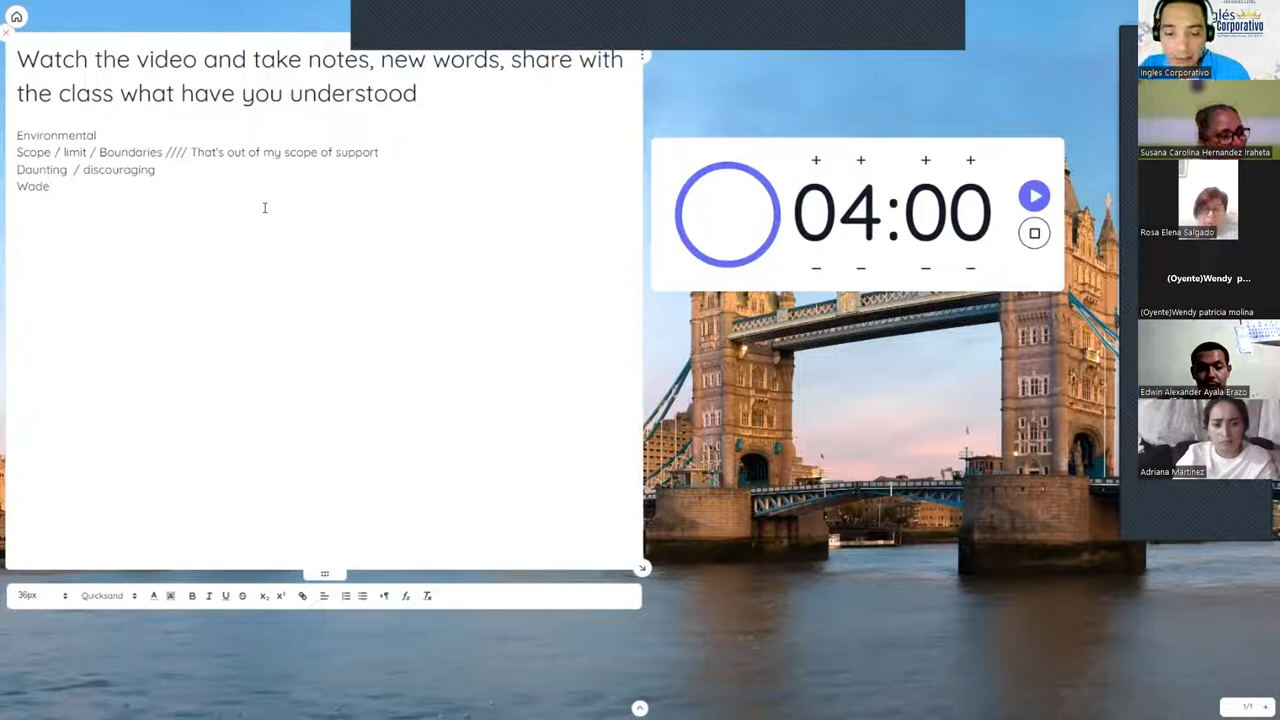 Watch the video and take notes, new words, share with
the class what have you understood
Environmental
Scope / limit / Boundaries //// That's out of my scope of support
Daunting / discouraging
Wade
04:00
36px
Quicksand
1/1
Inglés
Corporativo
Ingles Corporativo
Susana Carolina Hernandez Iraheta
Rosa Elena Salgado
(Oyente)Wendy p...
(Oyente)Wendy patricia molina
Edwin Alexander Ayala Erazo
Adriana Martinez